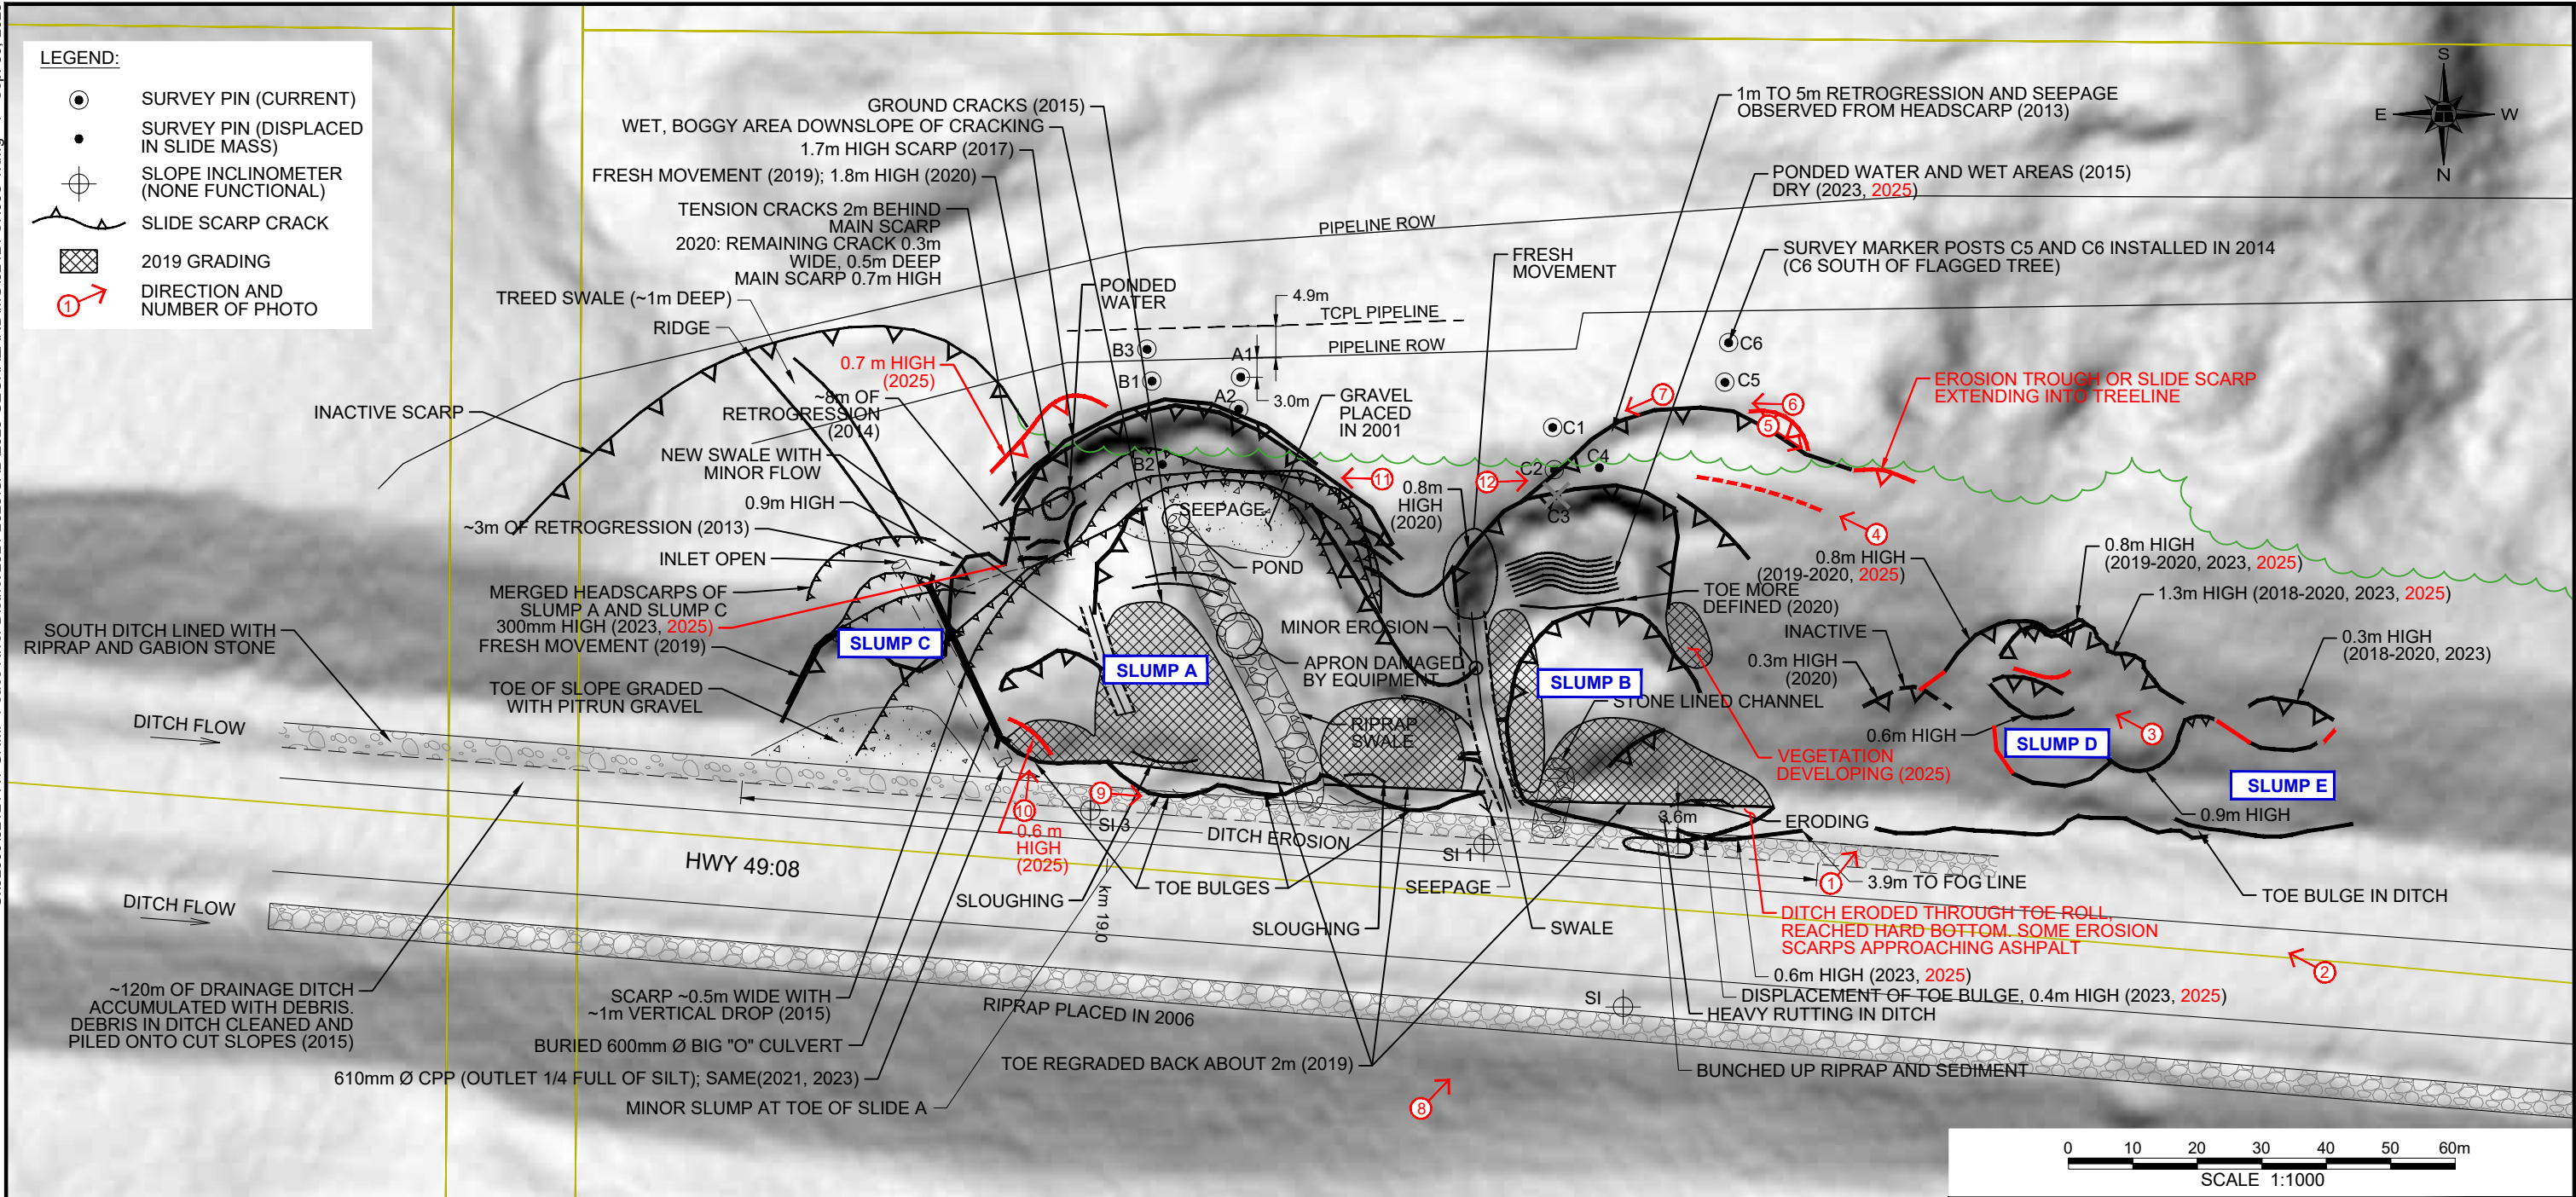 LEGEND:
SURVEY PIN (CURRENT)
SURVEY PIN (DISPLACED
IN SLIDE MASS)
SLOPE INCLINOMETER
(NONE FUNCTIONAL)
SLIDE SCARP CRACK
2019 GRADING
1
DIRECTION AND
NUMBER OF PHOTO
GROUND CRACKS (2015)
WET, BOGGY AREA DOWNSLOPE OF CRACKING
1.7m HIGH SCARP (2017)
FRESH MOVEMENT (2019); 1.8m HIGH (2020)
TENSION CRACKS 2m BEHIND
MAIN SCARP
2020: REMAINING CRACK 0.3m
WIDE, 0.5m DEEP
MAIN SCARP 0.7m HIGH
TREED SWALE (~1m DEEP)
RIDGE
0.7 m HIGH
(2025)
INACTIVE SCARP
~8m OF
RETROGRESSION
(2014)
NEW SWALE WITH
MINOR FLOW
0.9m HIGH
~3m OF RETROGRESSION (2013)
INLET OPEN
MERGED HEADSCARPS OF
SLUMP A AND SLUMP C
300mm HIGH (2023, 2025)
FRESH MOVEMENT (2019)
SOUTH DITCH LINED WITH
RIPRAP AND GABION STONE
TOE OF SLOPE GRADED
WITH PITRUN GRAVEL
DITCH FLOW
DITCH FLOW
~120m OF DRAINAGE DITCH
ACCUMULATED WITH DEBRIS.
DEBRIS IN DITCH CLEANED AND
PILED ONTO CUT SLOPES (2015)
SCARP ~0.5m WIDE WITH
~1m VERTICAL DROP (2015)
BURIED 600mm Ø BIG "O" CULVERT
610mm Ø CPP (OUTLET 1/4 FULL OF SILT); SAME(2021, 2023)
MINOR SLUMP AT TOE OF SLIDE A
HWY 49:08
SLUMP C
SLUMP A
PONDED
WATER
PIPELINE ROW
4.9m
TCPL PIPELINE
PIPELINE ROW
B3
B1
A1
A2
3.0m
B2
GRAVEL
PLACED
IN 2001
SEEPAGE
POND
11
APRON DAMAGED
BY EQUIPMENT
RIPRAP
SWALE
MINOR EROSION
0.8m
HIGH
(2020)
10
0.6 m
HIGH
(2025)
9
SI 3
DITCH EROSION
km 19.0
SLOUGHING
TOE BULGES
SLOUGHING
SEEPAGE
SI 1
SWALE
RIPRAP PLACED IN 2006
TOE REGRADED BACK ABOUT 2m (2019)
8
1m TO 5m RETROGRESSION AND SEEPAGE
OBSERVED FROM HEADSCARP (2013)
PONDED WATER AND WET AREAS (2015)
DRY (2023, 2025)
FRESH
MOVEMENT
SURVEY MARKER POSTS C5 AND C6 INSTALLED IN 2014
(C6 SOUTH OF FLAGGED TREE)
C6
C5
7
6
5
C1
C2
C4
C3
12
4
EROSION TROUGH OR SLIDE SCARP
EXTENDING INTO TREELINE
0.8m HIGH
(2019-2020, 2025)
TOE MORE
DEFINED (2020)
INACTIVE
0.3m HIGH
(2020)
SLUMP B
STONE LINED CHANNEL
VEGETATION
DEVELOPING (2025)
0.6m HIGH
0.8m HIGH
(2019-2020, 2023, 2025)
1.3m HIGH (2018-2020, 2023, 2025)
0.3m HIGH
(2018-2020, 2023)
3
SLUMP D
SLUMP E
0.9m HIGH
3.6m
ERODING
1
3.9m TO FOG LINE
TOE BULGE IN DITCH
DITCH ERODED THROUGH TOE ROLL,
REACHED HARD BOTTOM. SOME EROSION
SCARPS APPROACHING ASHPALT
2
0.6m HIGH (2023, 2025)
DISPLACEMENT OF TOE BULGE, 0.4m HIGH (2023, 2025)
HEAVY RUTTING IN DITCH
SI
BUNCHED UP RIPRAP AND SEDIMENT
S
E
W
N
0 10 20 30 40 50 60m
SCALE 1:1000